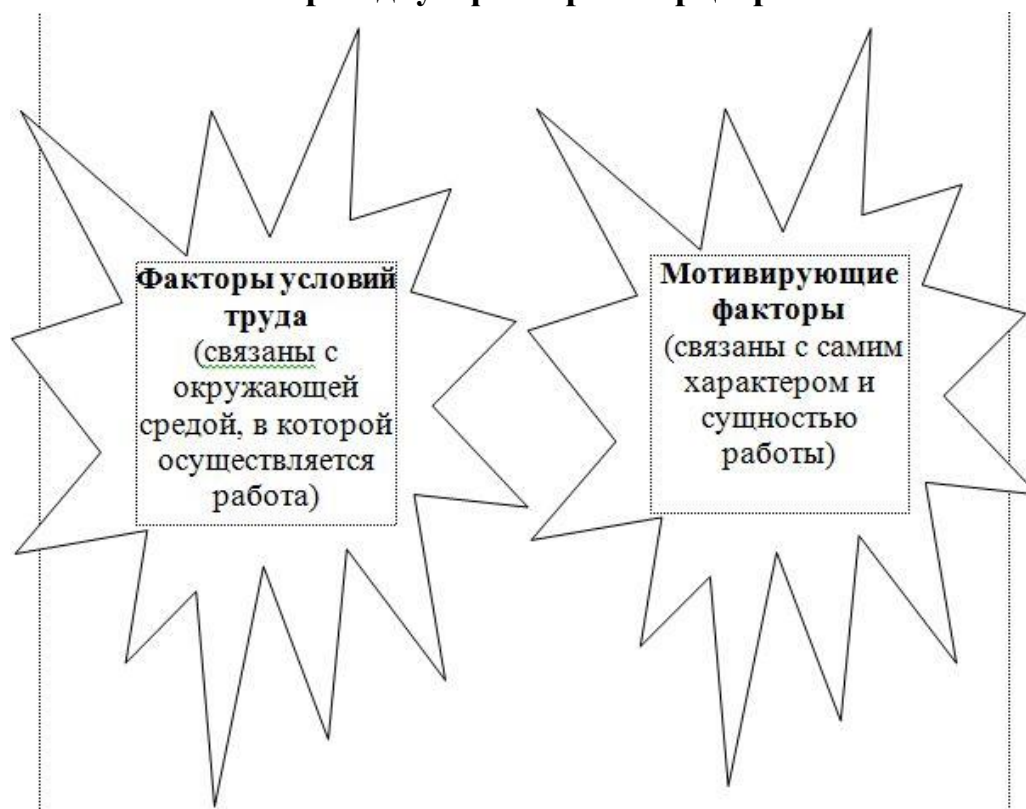 Факторы условий
труда
(связаны с
окружающей
средой, в которой
осуществляется
работа)
Мотивирующие
факторы
(связаны с самим
характером и
сущностью
работы)